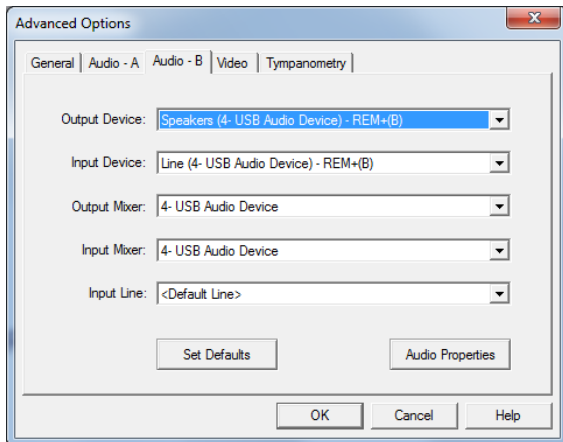 Advanced Options
General Audio - A Audio - B Video Tympanometry
Output Device: Speakers (4- USB Audio Device) - REM+(B)
Input Device: Line (4- USB Audio Device) - REM+(B)
Output Mixer: 4- USB Audio Device
Input Mixer: 4- USB Audio Device
Input Line: <Default Line>
Set Defaults Audio Properties
OK Cancel Help